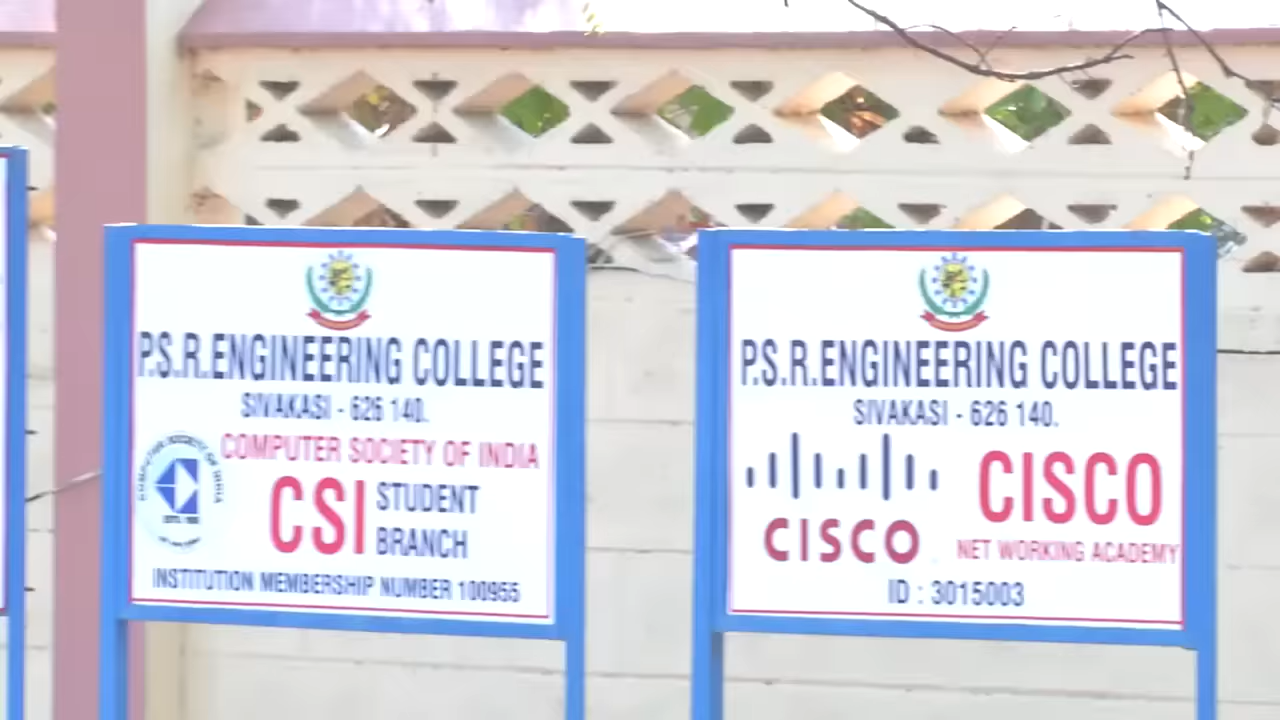 P.S.R.ENGINEERING COLLEGE
SIVAKASI - 626 140.
COMPUTER SOCIETY OF INDIA
CSI STUDENT
BRANCH
INSTITUTION MEMBERSHIP NUMBER 100955
P.S.R.ENGINEERING COLLEGE
SIVAKASI - 626 140.
CISCO
CISCO
NET WORKING ACADEMY
ID : 3015003